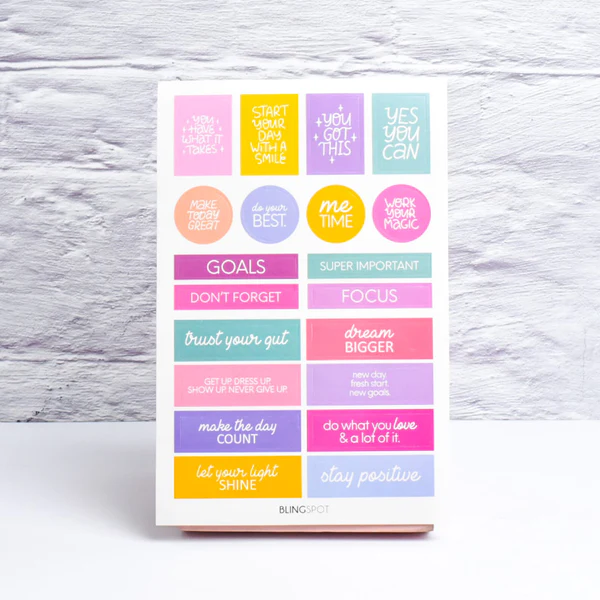 YOU
HAVE
WHAT IT
TAKES
START
YOUR
DAY
WITH A
SMILE
YOU
GOT
THIS
YES
YOU
CAN
MAKE
TODAY
GREAT
do your
BEST.
me
TIME
WORK
YOUR
MAGIC
GOALS
SUPER IMPORTANT
DON'T FORGET
FOCUS
trust your gut
dream
BIGGER
GET UP. DRESS UP.
SHOW UP. NEVER GIVE UP.
new day.
fresh start.
new goals.
make the day
COUNT
do what you love
& a lot of it.
let your light
SHINE
stay positive
BLINGSPOT